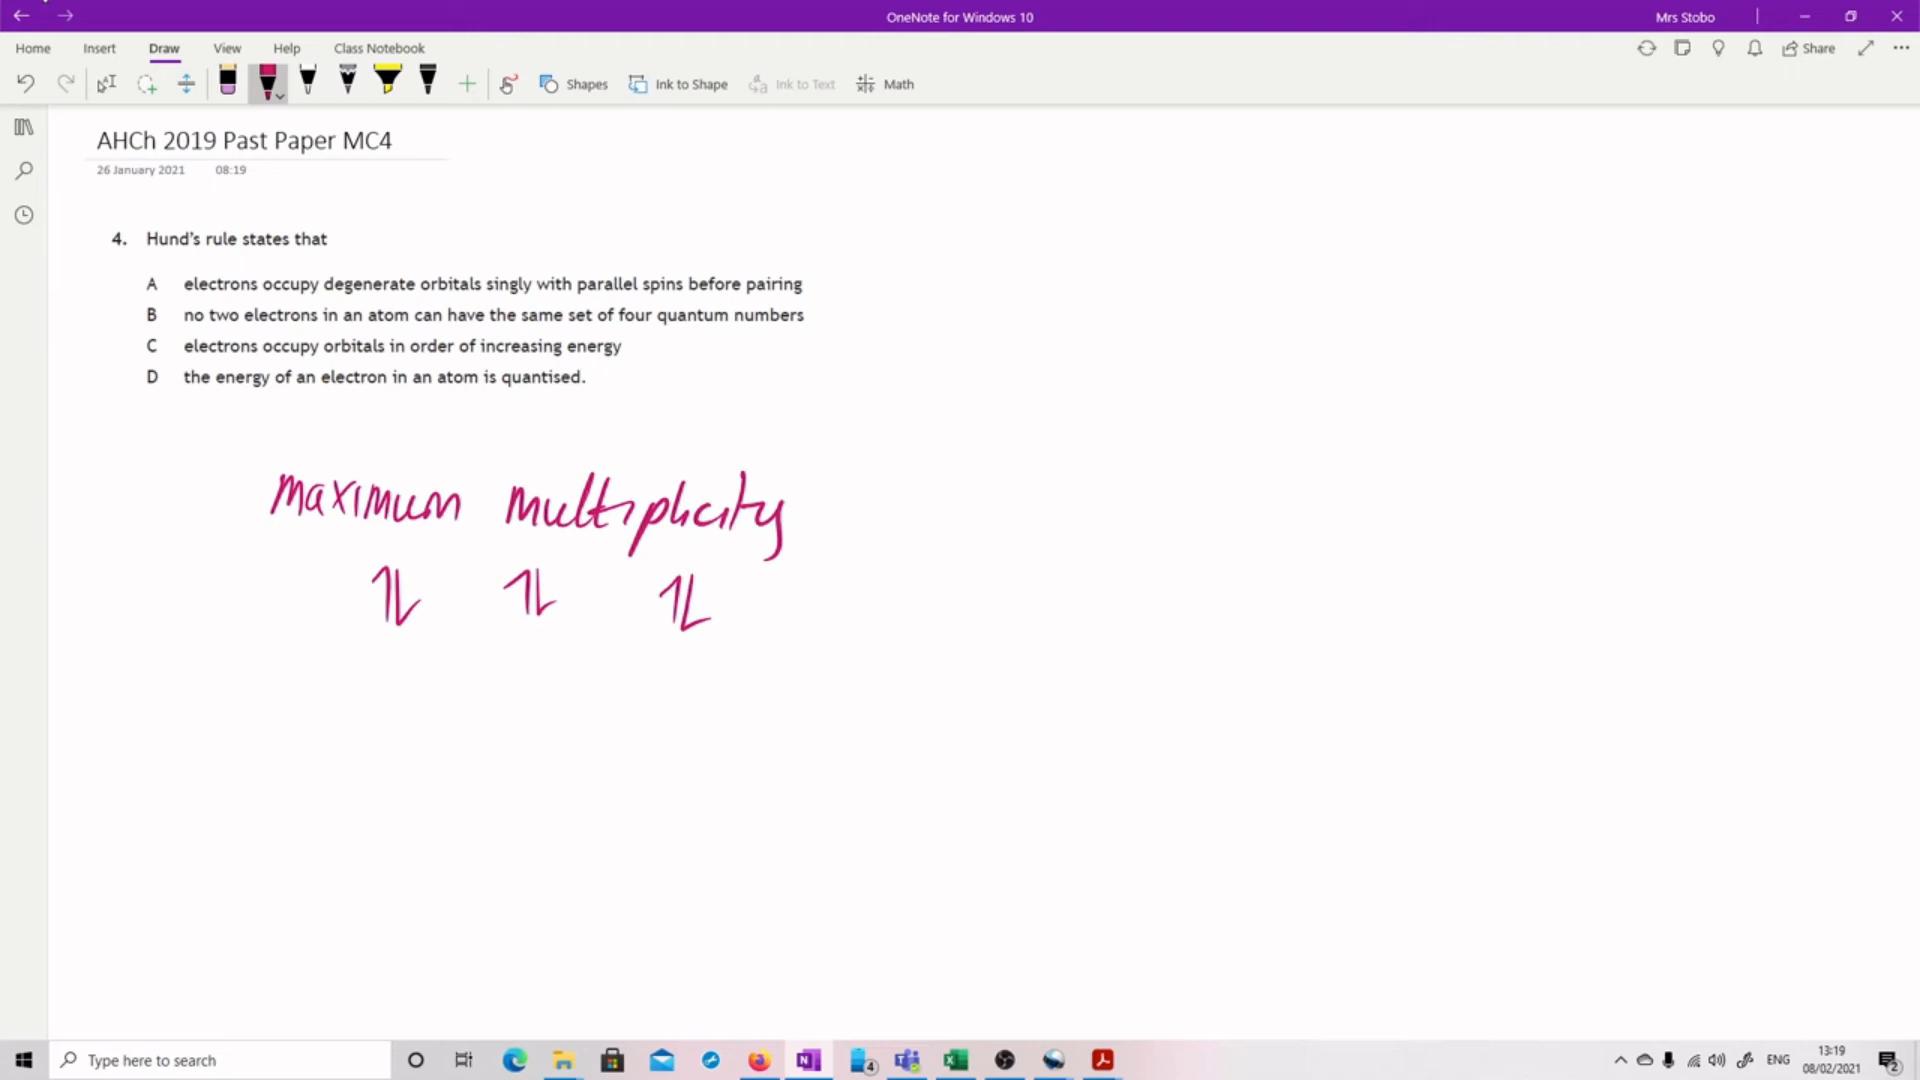 OneNote for Windows 10
Mrs Stobo
Home Insert Draw View Help Class Notebook
Share
Shapes Ink to Shape Ink to Text Math
AHCh 2019 Past Paper MC4
26 January 2021 08:19
4. Hund's rule states that
A electrons occupy degenerate orbitals singly with parallel spins before pairing
B no two electrons in an atom can have the same set of four quantum numbers
C electrons occupy orbitals in order of increasing energy
D the energy of an electron in an atom is quantised.
maximum multiplicity
Type here to search
4
ENG
13:19
08/02/2021
2